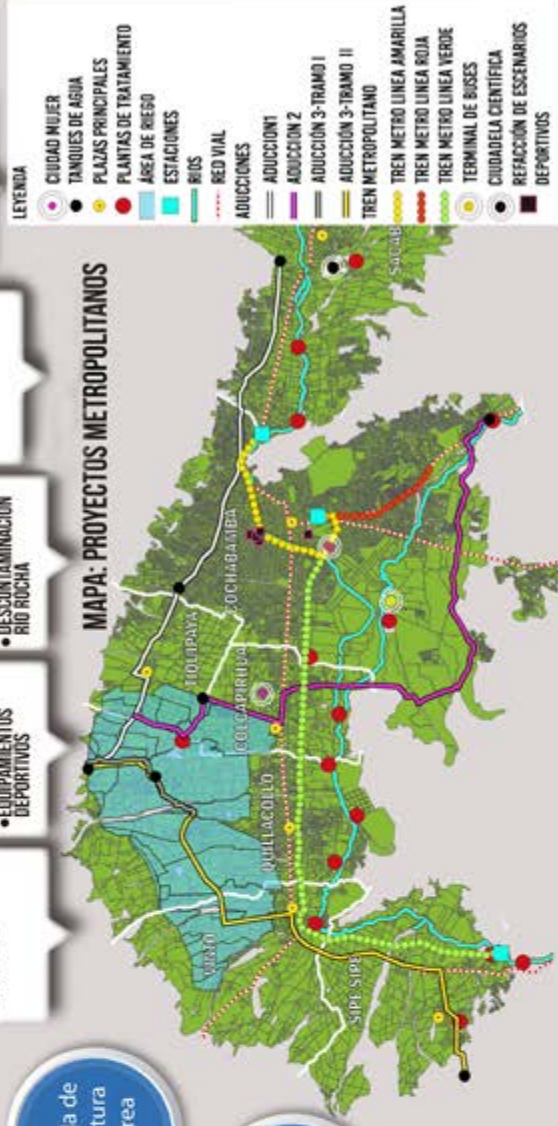 • DESCONTAMINACIÓN
RIO ROCHA
• EQUIPAMIENTOS
DEPORTIVOS
a de
tura
rea
MAPA: PROYECTOS METROPOLITANOS
VINTO
SIPE SIPE
QUILLACOLLO
COLCAPIRHUA
TIQUIPAYA
COCHABAMBA
SACAB
LEYENDA
CIUDAD MUJER
TANQUES DE AGUA
PLAZAS PRINCIPALES
PLANTAS DE TRATAMIENTO
ÁREA DE RIEGO
ESTACIONES
RIOS
RED VIAL
ADUCCIONES
ADUCCION1
ADUCCION 2
ADUCCIÓN 3-TRAMO I
ADUCCIÓN 3-TRAMO II
TREN METROPOLITANO
TREN METRO LINEA AMARILLA
TREN METRO LINEA ROJA
TREN METRO LINEA VERDE
TERMINAL DE BUSES
CIUDADELA CIENTÍFICA
REFACCIÓN DE ESCENARIOS
DEPORTIVOS